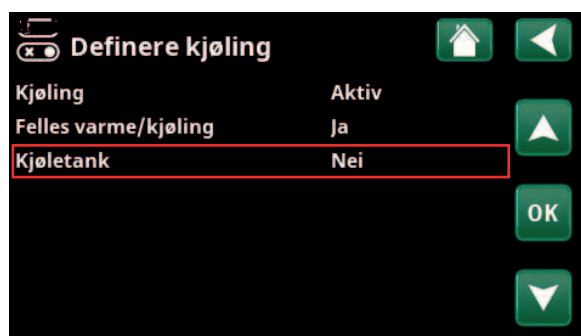 Definere kjøling
Kjøling Aktiv
Felles varme/kjøling Ja
Kjøletank Nei
OK